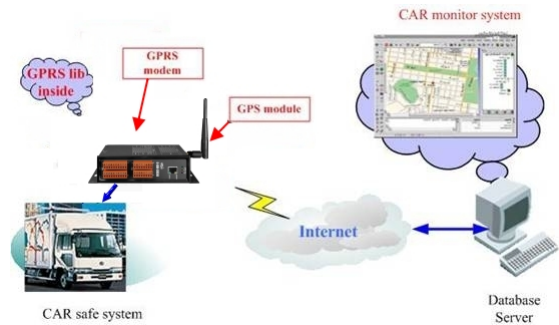 CAR monitor system
GPRS
modem
GPRS lib
inside
GPS module
Internet
CAR safe system
Database
Server